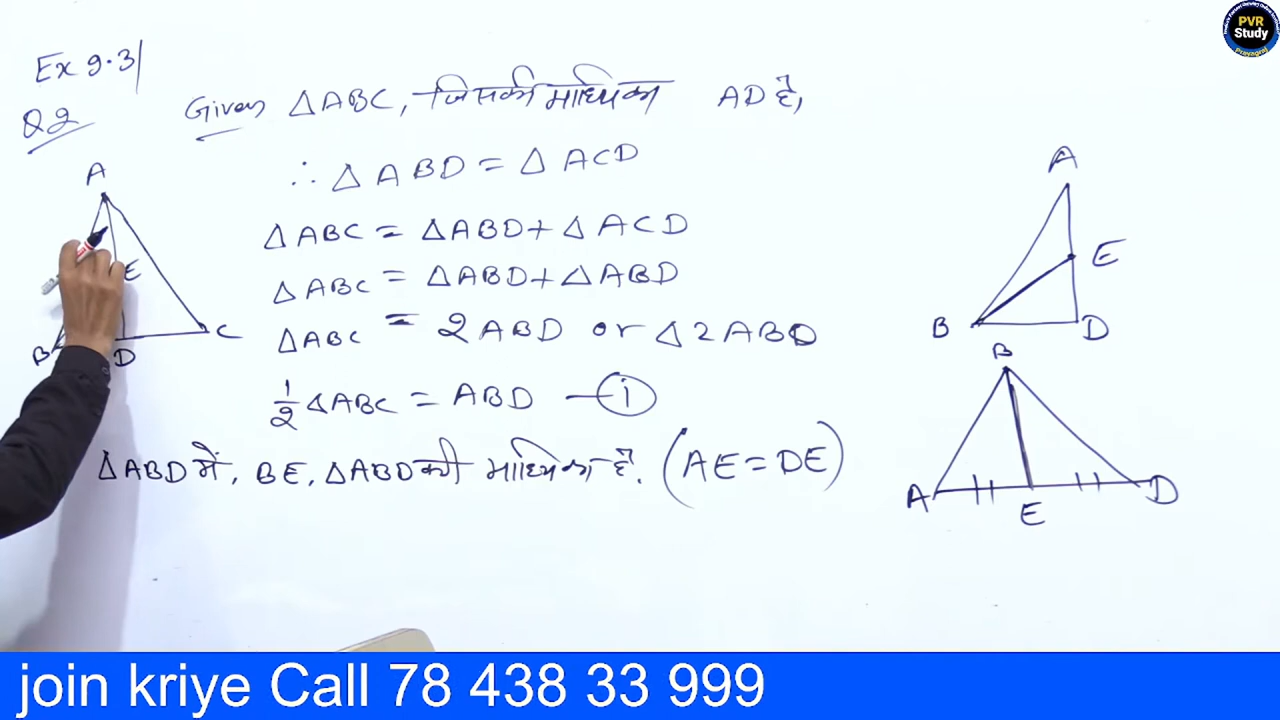 Ex 9.3
Q2
Given △ABC, जिसकी माध्यिका AD है,
∴ △ABD = △ACD
△ABC = △ABD + △ACD
△ABC = △ABD + △ABD
△ABC = 2ABD or △2ABD
1/2 △ABC = ABD — (i)
△ABD में, BE, △ABD की माध्यिका है. (AE = DE)
A
E
B
D
C
A
E
B
D
B
A
E
D
PVR
Study
join kriye Call 78 438 33 999